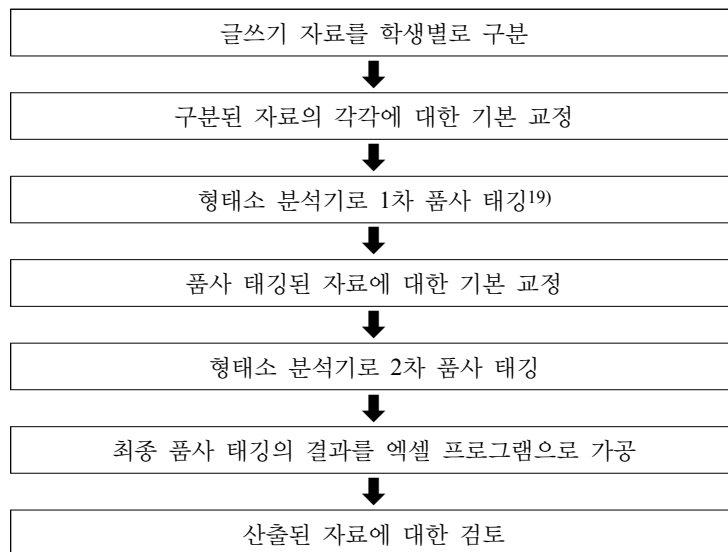 글쓰기 자료를 학생별로 구분
구분된 자료의 각각에 대한 기본 교정
형태소 분석기로 1차 품사 태깅19)
품사 태깅된 자료에 대한 기본 교정
형태소 분석기로 2차 품사 태깅
최종 품사 태깅의 결과를 엑셀 프로그램으로 가공
산출된 자료에 대한 검토